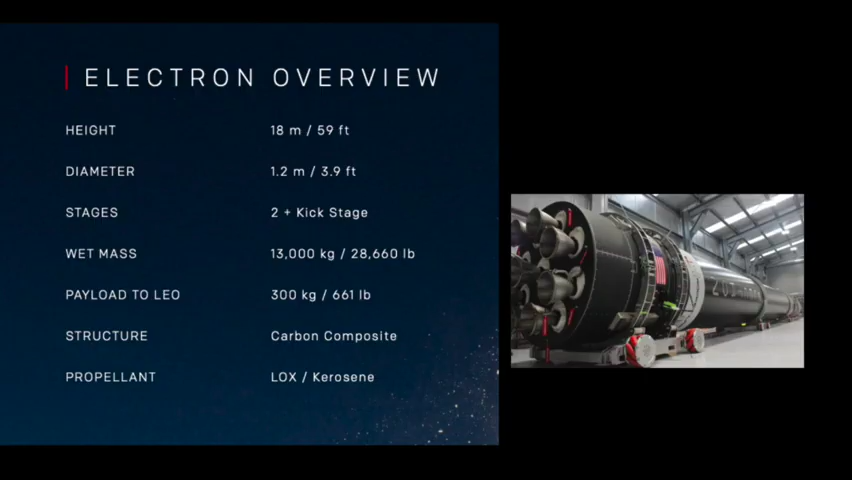 ELECTRON OVERVIEW
HEIGHT 18 m / 59 ft
DIAMETER 1.2 m / 3.9 ft
STAGES 2 + Kick Stage
WET MASS 13,000 kg / 28,660 lb
PAYLOAD TO LEO 300 kg / 661 lb
STRUCTURE Carbon Composite
PROPELLANT LOX / Kerosene